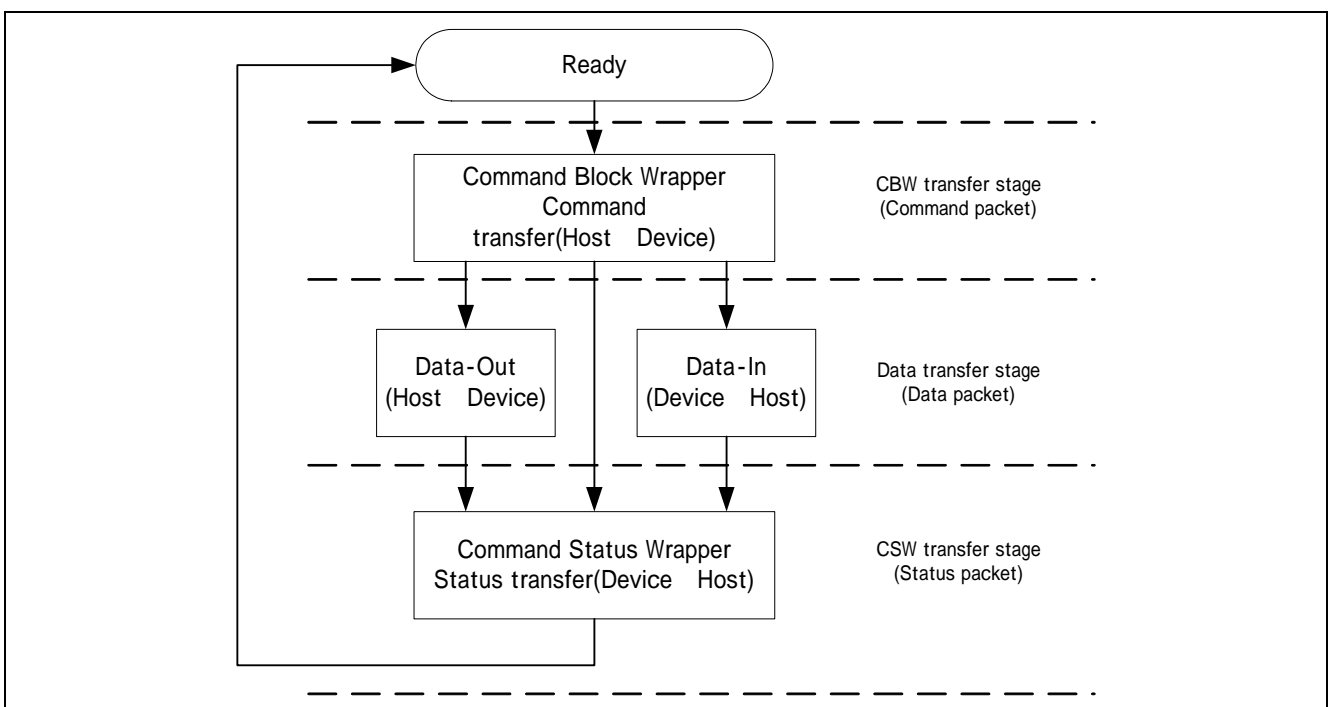 Ready
Command Block Wrapper
Command
transfer(Host Device)
CBW transfer stage
(Command packet)
Data-Out
(Host Device)
Data-In
(Device Host)
Data transfer stage
(Data packet)
Command Status Wrapper
Status transfer(Device Host)
CSW transfer stage
(Status packet)